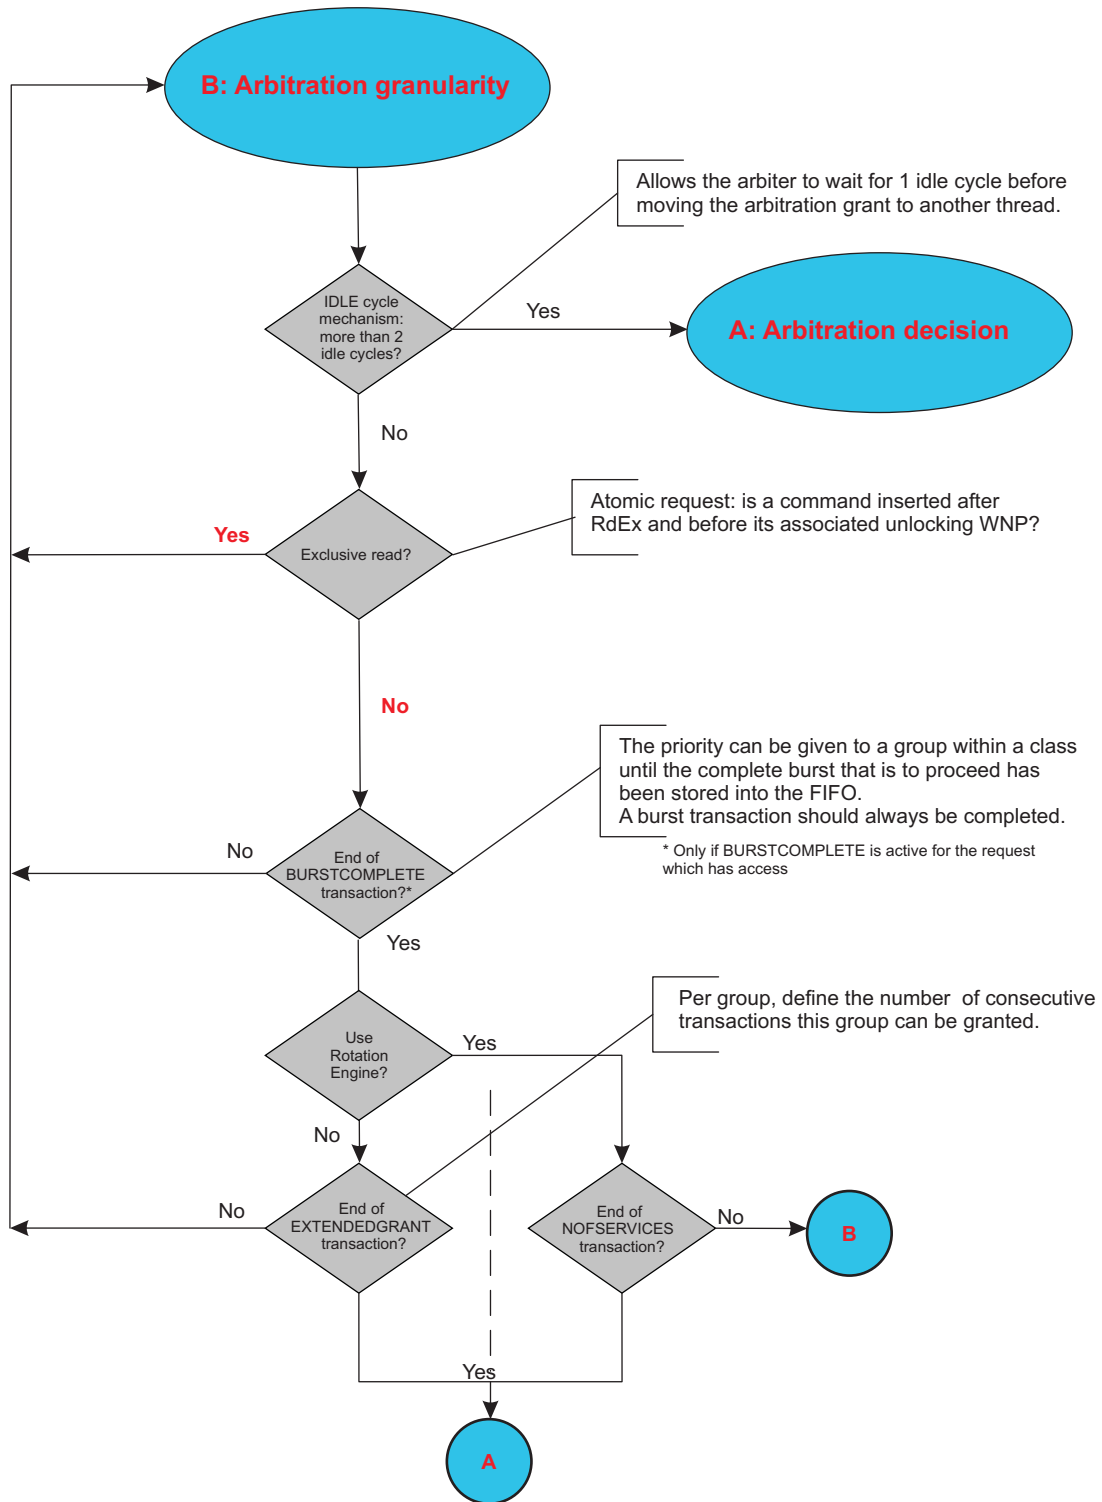 B: Arbitration granularity
Allows the arbiter to wait for 1 idle cycle before
moving the arbitration grant to another thread.
IDLE cycle
mechanism:
more than 2
idle cycles?
Yes
A: Arbitration decision
No
Atomic request: is a command inserted after
RdEx and before its associated unlocking WNP?
Yes
Exclusive read?
No
The priority can be given to a group within a class
until the complete burst that is to proceed has
been stored into the FIFO.
A burst transaction should always be completed.
* Only if BURSTCOMPLETE is active for the request
which has access
No
End of
BURSTCOMPLETE
transaction?*
Yes
Per group, define the number of consecutive
transactions this group can be granted.
Use
Rotation
Engine?
Yes
No
No
End of
EXTENDEDGRANT
transaction?
End of
NOFSERVICES
transaction?
No
B
Yes
A